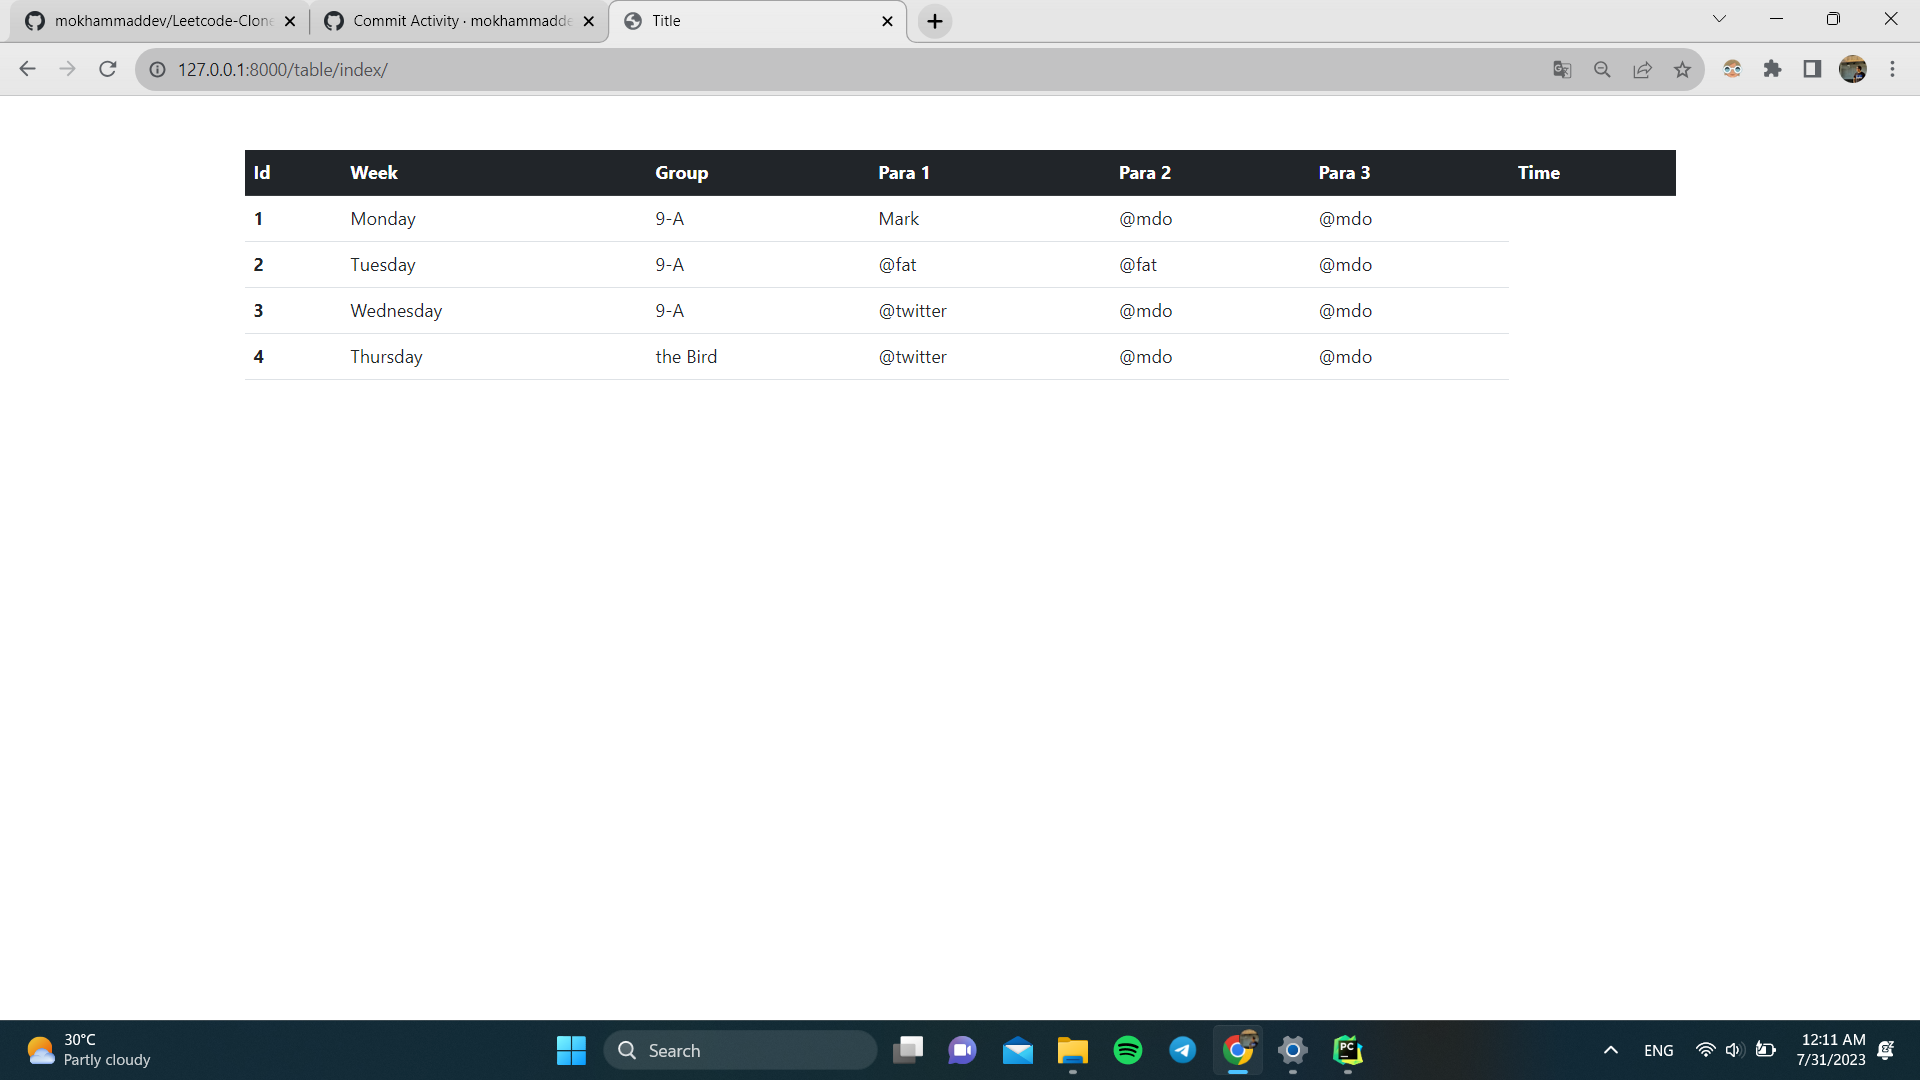 mokhammaddev/Leetcode-Clone
Commit Activity · mokhammadde
Title
127.0.0.1:8000/table/index/
Id Week Group Para 1 Para 2 Para 3 Time
1 Monday 9-A Mark @mdo @mdo
2 Tuesday 9-A @fat @fat @mdo
3 Wednesday 9-A @twitter @mdo @mdo
4 Thursday the Bird @twitter @mdo @mdo
30°C
Partly cloudy
Search
PC
ENG
12:11 AM
7/31/2023